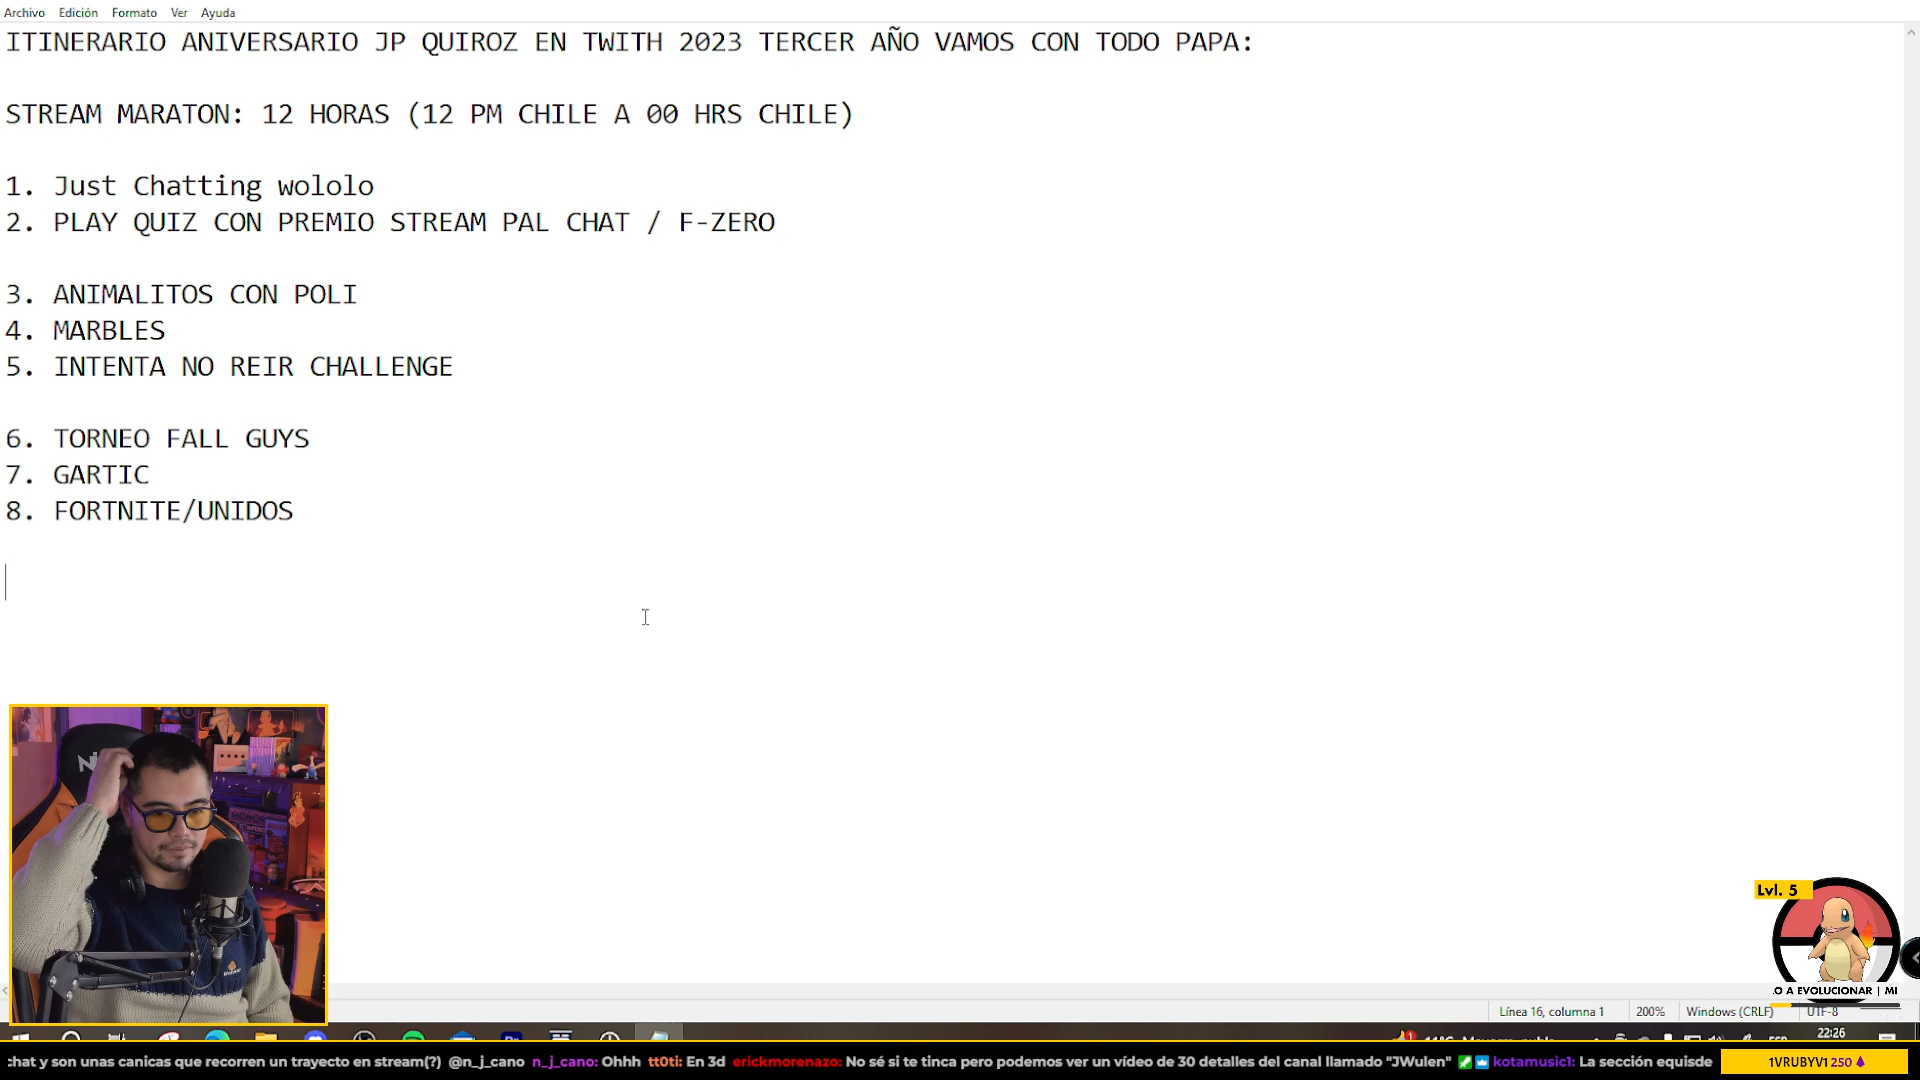 Archivo Edición Formato Ver Ayuda
ITINERARIO ANIVERSARIO JP QUIROZ EN TWITH 2023 TERCER AÑO VAMOS CON TODO PAPA:
STREAM MARATON: 12 HORAS (12 PM CHILE A 00 HRS CHILE)
1. Just Chatting wololo
2. PLAY QUIZ CON PREMIO STREAM PAL CHAT / F-ZERO
3. ANIMALITOS CON POLI
4. MARBLES
5. INTENTA NO REIR CHALLENGE
6. TORNEO FALL GUYS
7. GARTIC
8. FORTNITE/UNIDOS
Lvl. 5
O A EVOLUCIONAR | MI
Línea 16, columna 1 200% Windows (CRLF) UTF-8
22:26
chat y son unas canicas que recorren un trayecto en stream(?) @n_j_cano n_j_cano: Ohhh tt0ti: En 3d erickmorenazo: No sé si te tinca pero podemos ver un vídeo de 30 detalles del canal llamado "JWulen" kotamusic1: La sección equisde
1VRUBYV1 250